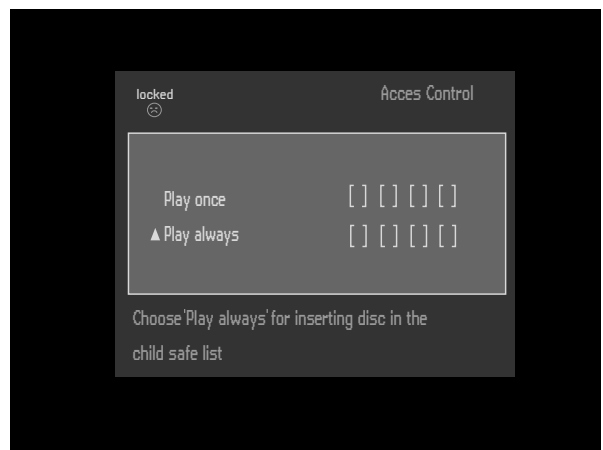 locked
Acces Control
Play once [ ] [ ] [ ] [ ]
▲ Play always [ ] [ ] [ ] [ ]
Choose 'Play always' for inserting disc in the
child safe list